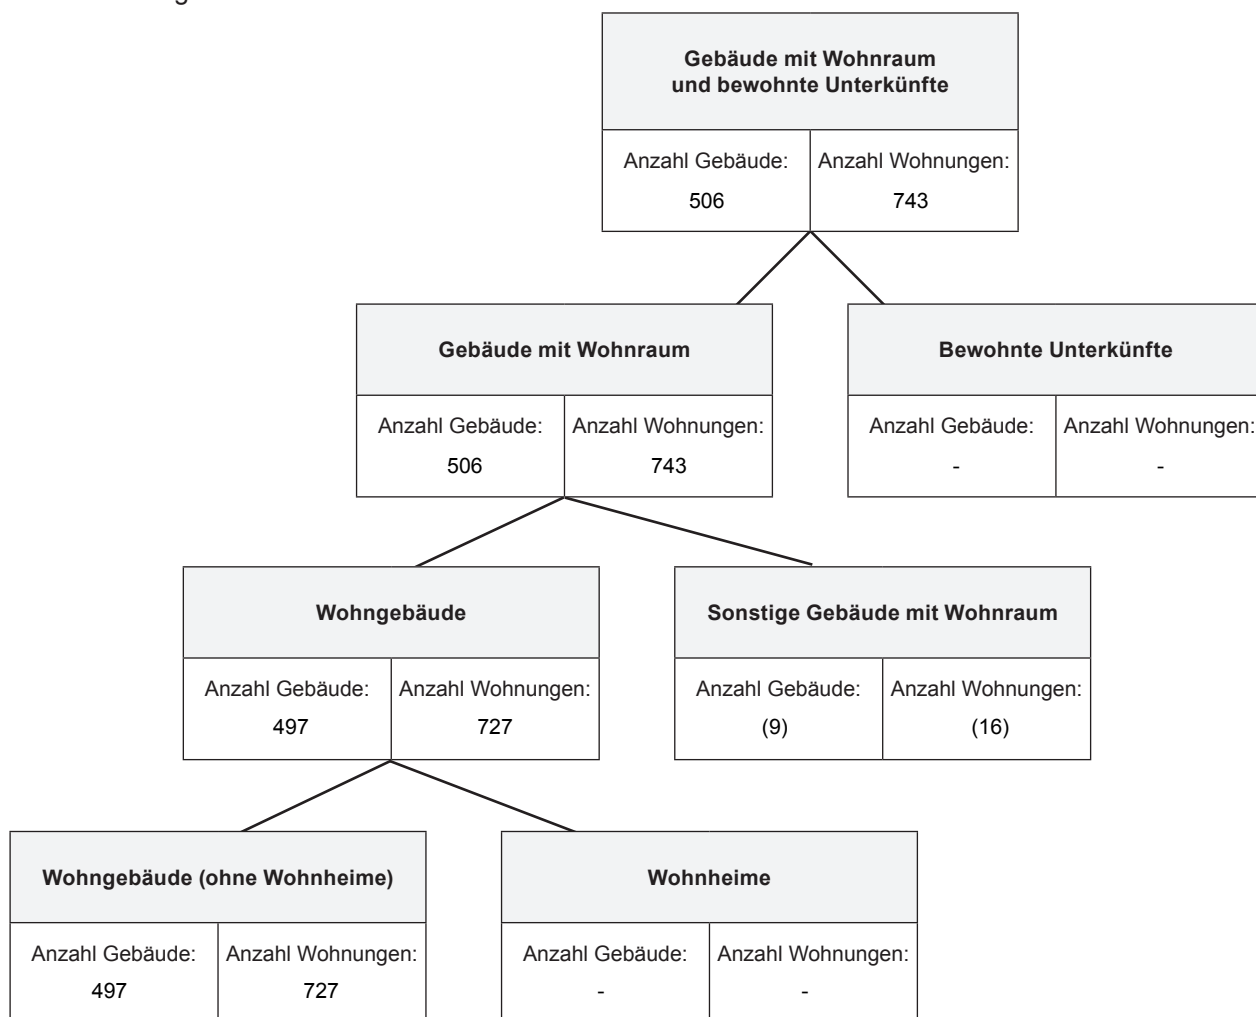 Gebäude mit Wohnraum
und bewohnte Unterkünfte
Anzahl Gebäude: Anzahl Wohnungen:
506 743
Gebäude mit Wohnraum
Anzahl Gebäude: Anzahl Wohnungen:
506 743
Bewohnte Unterkünfte
Anzahl Gebäude: Anzahl Wohnungen:
- -
Wohngebäude
Anzahl Gebäude: Anzahl Wohnungen:
497 727
Sonstige Gebäude mit Wohnraum
Anzahl Gebäude: Anzahl Wohnungen:
(9) (16)
Wohngebäude (ohne Wohnheime)
Anzahl Gebäude: Anzahl Wohnungen:
497 727
Wohnheime
Anzahl Gebäude: Anzahl Wohnungen:
- -